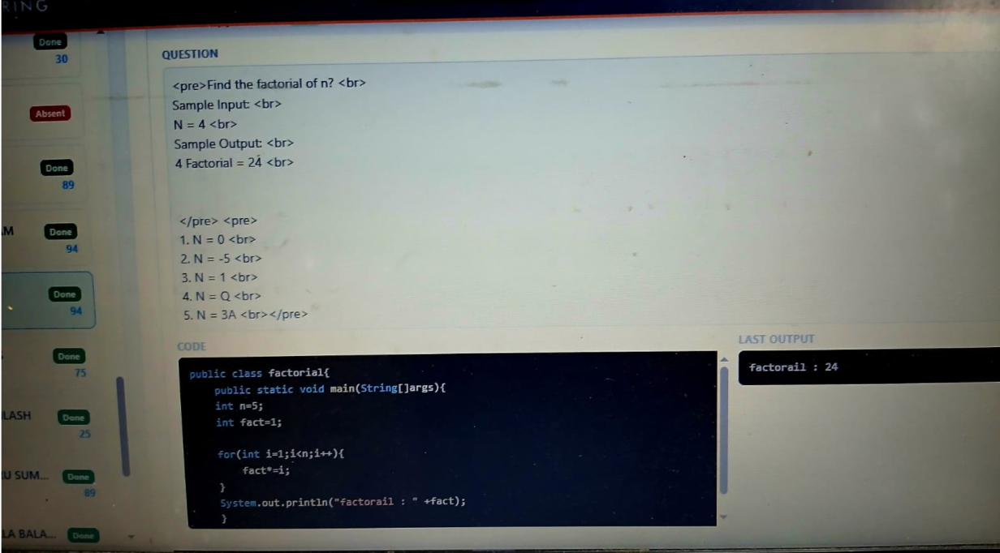 RING
Done
30
Absent
Done
89
AM
Done
94
Done
94
Done
75
LASH
Done
25
U SUM...
Done
89
LA BALA...
Done
QUESTION
<pre>Find the factorial of n? <br>
Sample Input: <br>
N = 4 <br>
Sample Output: <br>
4 Factorial = 24 <br>
</pre> <pre>
1. N = 0 <br>
2. N = -5 <br>
3. N = 1 <br>
4. N = Q <br>
5. N = 3A <br></pre>
CODE
public class factorial{
public static void main(String[]args){
int n=5;
int fact=1;
for(int i=1;i<n;i++){
fact*=i;
}
System.out.println("factorail : " +fact);
}
LAST OUTPUT
factorail : 24